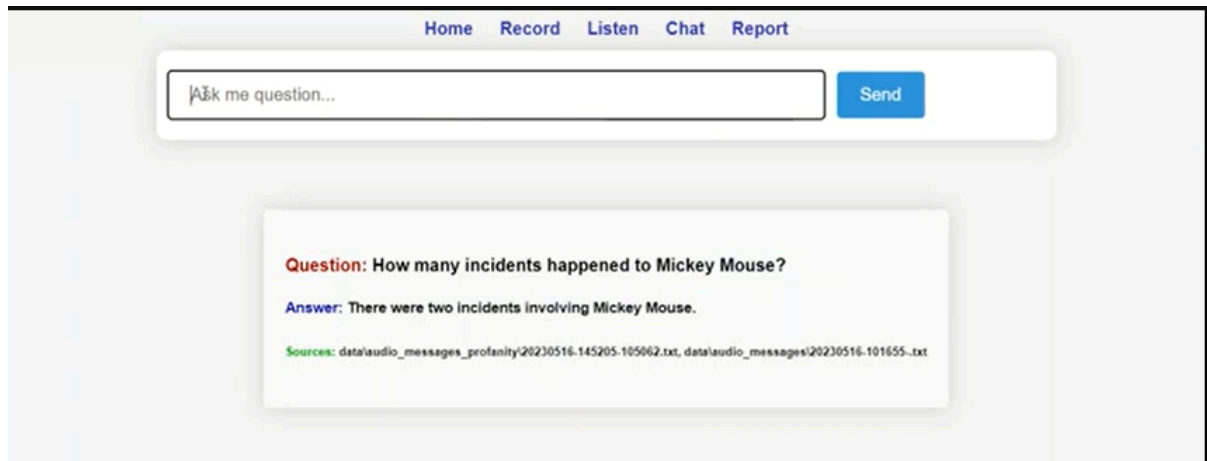 Home Record Listen Chat Report
Ask me question...
Send
Question: How many incidents happened to Mickey Mouse?
Answer: There were two incidents involving Mickey Mouse.
Sources: data\audio_messages_profanity\20230516-145205-105062.txt, data\audio_messages\20230516-101655-.txt